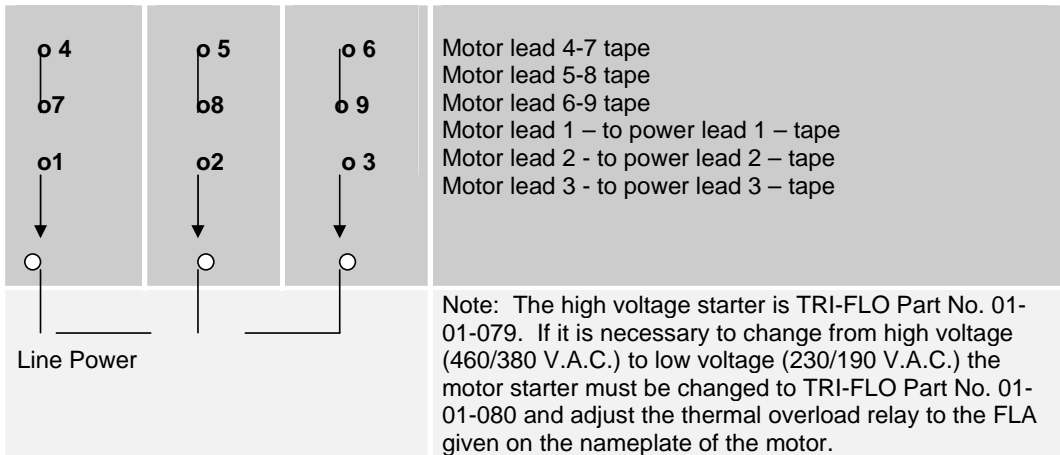 o 4 o 5 o 6
o7 o8 o 9
o1 o2 o 3
Motor lead 4-7 tape
Motor lead 5-8 tape
Motor lead 6-9 tape
Motor lead 1 – to power lead 1 – tape
Motor lead 2 - to power lead 2 – tape
Motor lead 3 - to power lead 3 – tape
Line Power
Note: The high voltage starter is TRI-FLO Part No. 01-
01-079. If it is necessary to change from high voltage
(460/380 V.A.C.) to low voltage (230/190 V.A.C.) the
motor starter must be changed to TRI-FLO Part No. 01-
01-080 and adjust the thermal overload relay to the FLA
given on the nameplate of the motor.